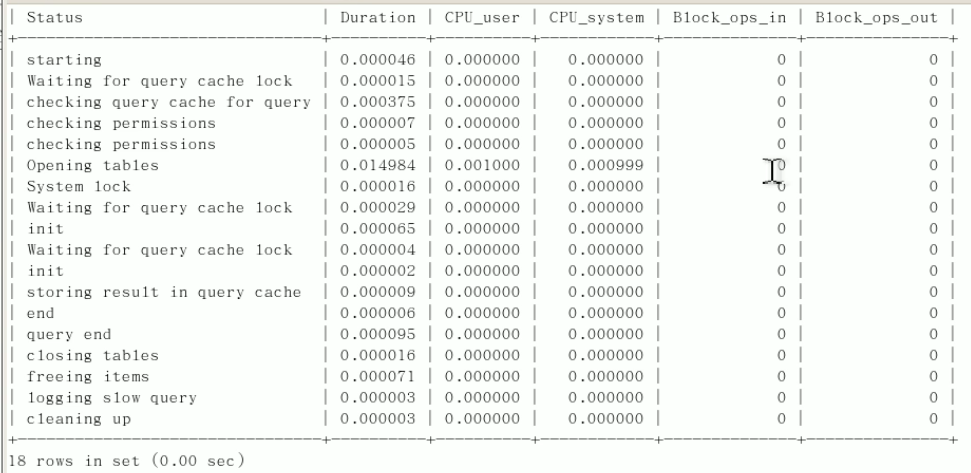 | Status | Duration | CPU_user | CPU_system | Block_ops_in | Block_ops_out |
| starting | 0.000046 | 0.000000 | 0.000000 | 0 | 0 |
| Waiting for query cache lock | 0.000015 | 0.000000 | 0.000000 | 0 | 0 |
| checking query cache for query | 0.000375 | 0.000000 | 0.000000 | 0 | 0 |
| checking permissions | 0.000007 | 0.000000 | 0.000000 | 0 | 0 |
| checking permissions | 0.000005 | 0.000000 | 0.000000 | 0 | 0 |
| Opening tables | 0.014984 | 0.001000 | 0.000999 | 0 | 0 |
| System lock | 0.000016 | 0.000000 | 0.000000 | 0 | 0 |
| Waiting for query cache lock | 0.000029 | 0.000000 | 0.000000 | 0 | 0 |
| init | 0.000065 | 0.000000 | 0.000000 | 0 | 0 |
| Waiting for query cache lock | 0.000004 | 0.000000 | 0.000000 | 0 | 0 |
| init | 0.000002 | 0.000000 | 0.000000 | 0 | 0 |
| storing result in query cache | 0.000009 | 0.000000 | 0.000000 | 0 | 0 |
| end | 0.000006 | 0.000000 | 0.000000 | 0 | 0 |
| query end | 0.000095 | 0.000000 | 0.000000 | 0 | 0 |
| closing tables | 0.000016 | 0.000000 | 0.000000 | 0 | 0 |
| freeing items | 0.000071 | 0.000000 | 0.000000 | 0 | 0 |
| logging slow query | 0.000003 | 0.000000 | 0.000000 | 0 | 0 |
| cleaning up | 0.000003 | 0.000000 | 0.000000 | 0 | 0 |
18 rows in set (0.00 sec)